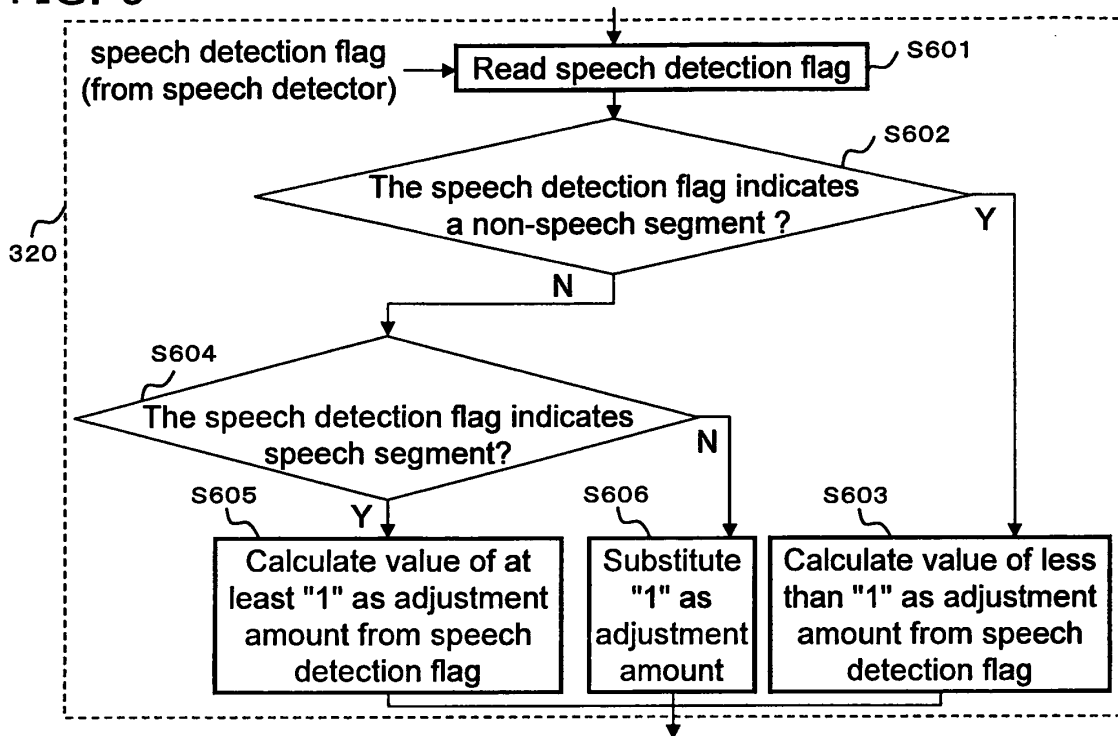 speech detection flag
(from speech detector)
Read speech detection flag
S601
S602
The speech detection flag indicates
a non-speech segment ?
Y
320
N
S604
The speech detection flag indicates
speech segment?
N
Y
S605
Calculate value of at
least "1" as adjustment
amount from speech
detection flag
S606
Substitute
"1" as
adjustment
amount
S603
Calculate value of less
than "1" as adjustment
amount from speech
detection flag